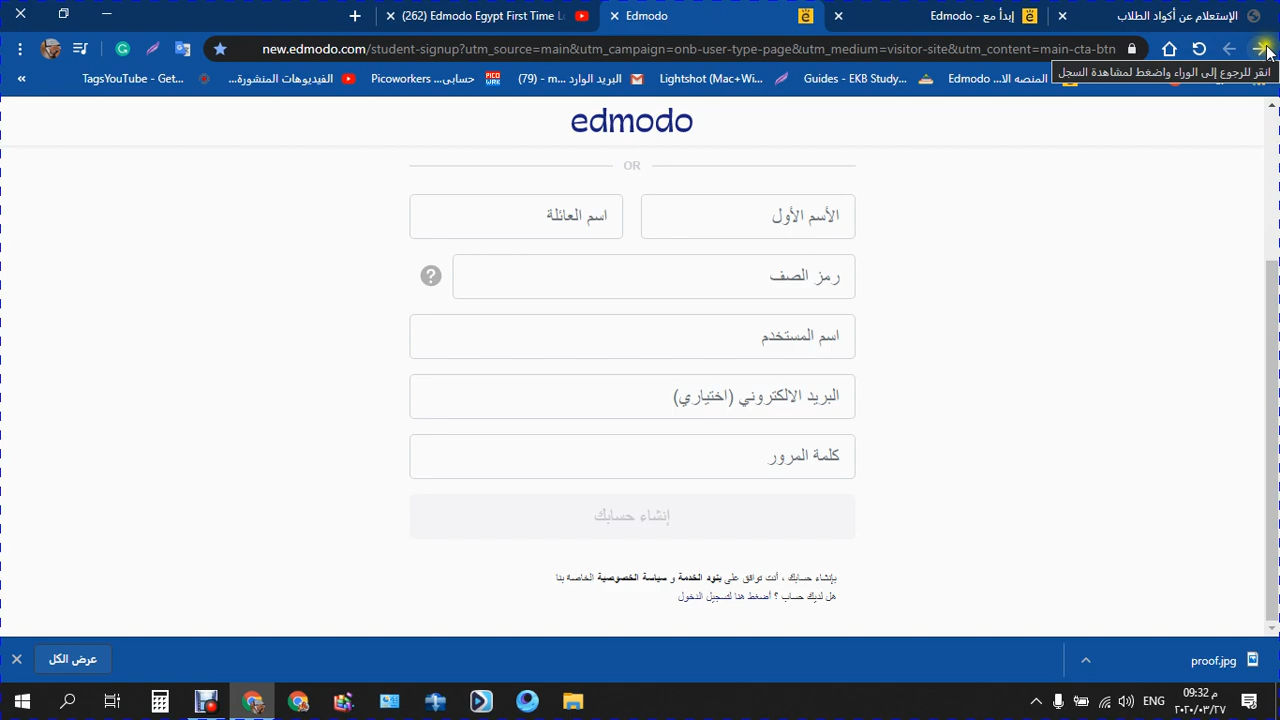 الإستعلام عن أكواد الطلاب
إبدأ مع - Edmodo
Edmodo
(262) Edmodo Egypt First Time Lo
new.edmodo.com/student-signup?utm_source=main&utm_campaign=onb-user-type-page&utm_medium=visitor-site&utm_content=main-cta-btn
انقر للرجوع إلى الوراء واضغط لمشاهدة السجل
المنصه الا... Edmodo
Guides - EKB Study...
Lightshot (Mac+Wi...
البريد الوارد (79) - m...
حسابى...Picoworkers
الفيديوهات المنشورة...
TagsYouTube - Get...
»
edmodo
OR
الأسم الأول
اسم العائلة
رمز الصف
?
اسم المستخدم
البريد الالكتروني (اختياري)
كلمة المرور
إنشاء حسابك
بإنشاء حسابك ، أنت توافق على بنود الخدمة و سياسة الخصوصية الخاصه بنا
هل لديك حساب ؟ أضغط هنا لتسجيل الدخول
proof.jpg
عرض الكل
ENG
09:32 م
٢٠٢٠/٠٣/٢٧